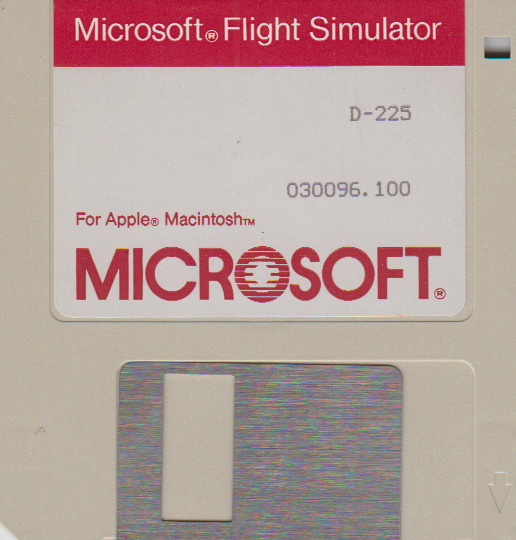 Microsoft® Flight Simulator
D-225
030096.100
For Apple® Macintosh™
MICROSOFT®